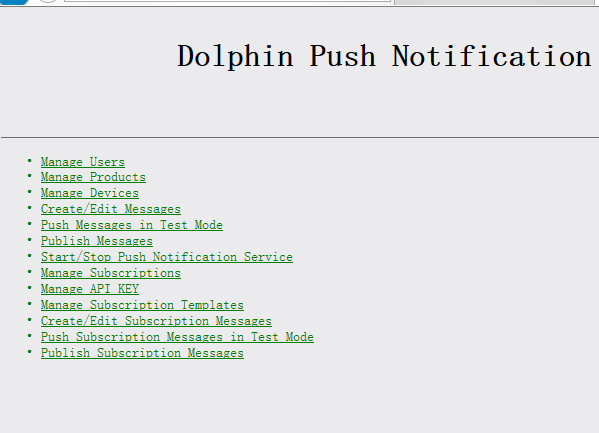 Dolphin Push Notification
Manage Users
Manage Products
Manage Devices
Create/Edit Messages
Push Messages in Test Mode
Publish Messages
Start/Stop Push Notification Service
Manage Subscriptions
Manage API KEY
Manage Subscription Templates
Create/Edit Subscription Messages
Push Subscription Messages in Test Mode
Publish Subscription Messages